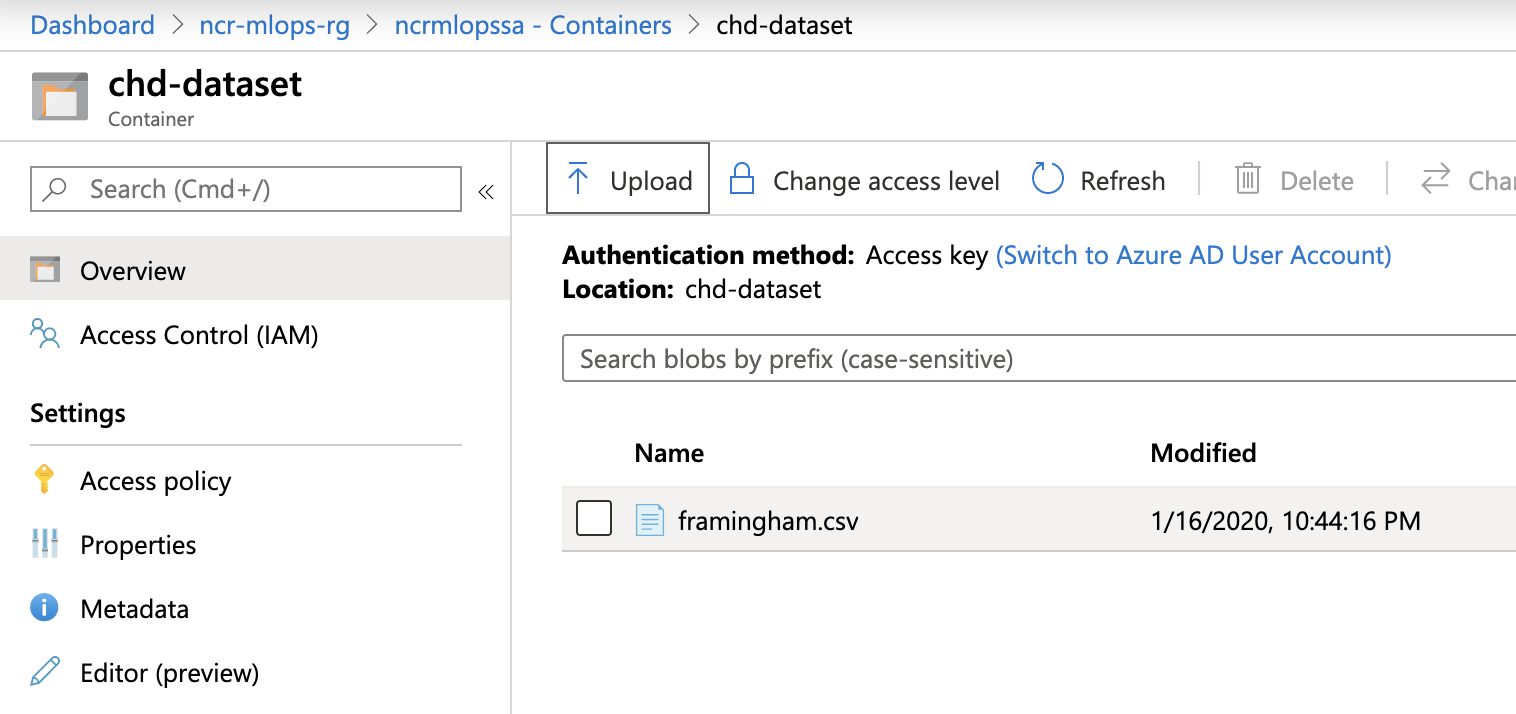 Dashboard > ncr-mlops-rg > ncrmlopssa - Containers > chd-dataset
chd-dataset
Container
Search (Cmd+/)
«
Overview
Access Control (IAM)
Settings
Access policy
Properties
Metadata
Editor (preview)
Upload Change access level Refresh Delete
Authentication method: Access key (Switch to Azure AD User Account)
Location: chd-dataset
Search blobs by prefix (case-sensitive)
Name Modified
framingham.csv 1/16/2020, 10:44:16 PM